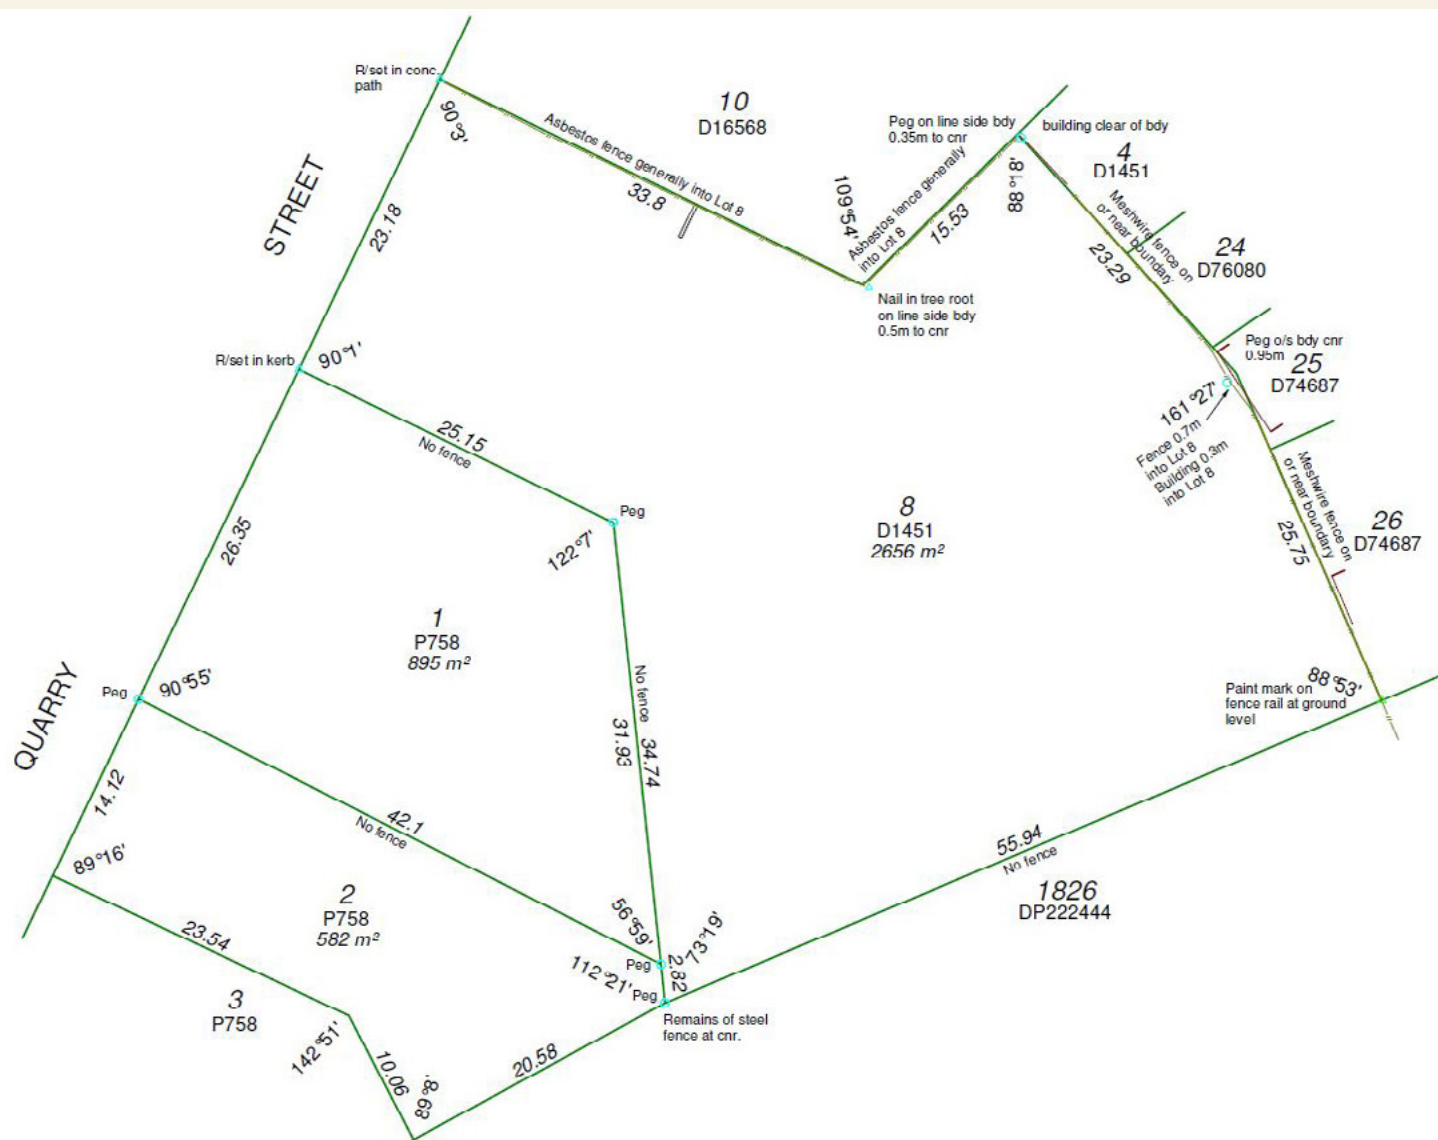 R/set in conc.
path
90°3'
10
D16568
Asbestos fence generally into Lot 8
33.8
Peg on line side bdy
0.35m to cnr
building clear of bdy
4
D1451
109°54'
Asbestos fence generally
into Lot 8
15.53
88°18'
Meshwire fence on
or near boundary
23.29
24
D76080
STREET
23.18
Nail in tree root
on line side bdy
0.5m to cnr
R/set in kerb
90°1'
Peg o/s bdy cnr
0.95m
25
D74687
161°27'
Fence 0.7m
into Lot 8
Building 0.3m
into Lot 8
25.15
No fence
Peg
122°7'
8
D1451
2656 m²
Meshwire fence on
or near boundary
25.75
26
D74687
26.35
1
P758
895 m²
QUARRY
Peg
90°55'
No fence
31.93
34.74
Paint mark on
fence rail at ground
level
88°53'
14.12
42.1
No fence
55.94
No fence
89°16'
2
P758
582 m²
1826
DP222444
23.54
56°59'
73°19'
Peg
2.82
112°21'
Peg
3
P758
Remains of steel
fence at cnr.
142°51'
10.06
89°8'
20.58